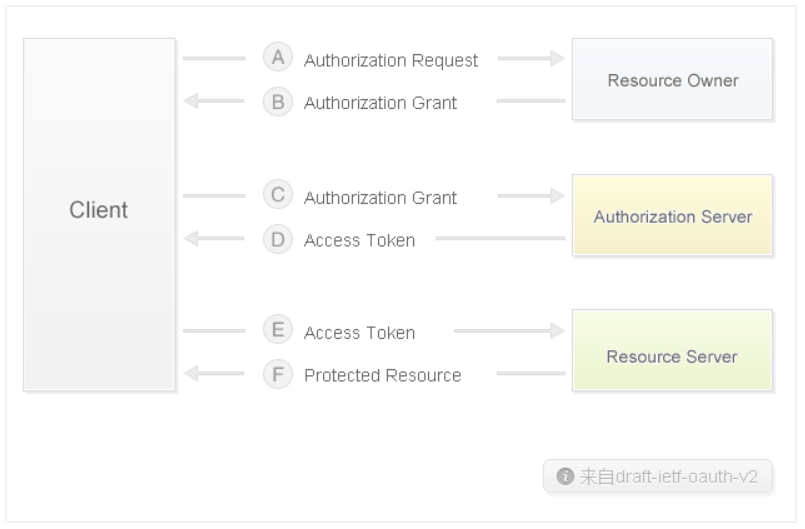 A Authorization Request
Resource Owner
B Authorization Grant
Client
C Authorization Grant
Authorization Server
D Access Token
E Access Token
Resource Server
F Protected Resource
来自draft-ietf-oauth-v2